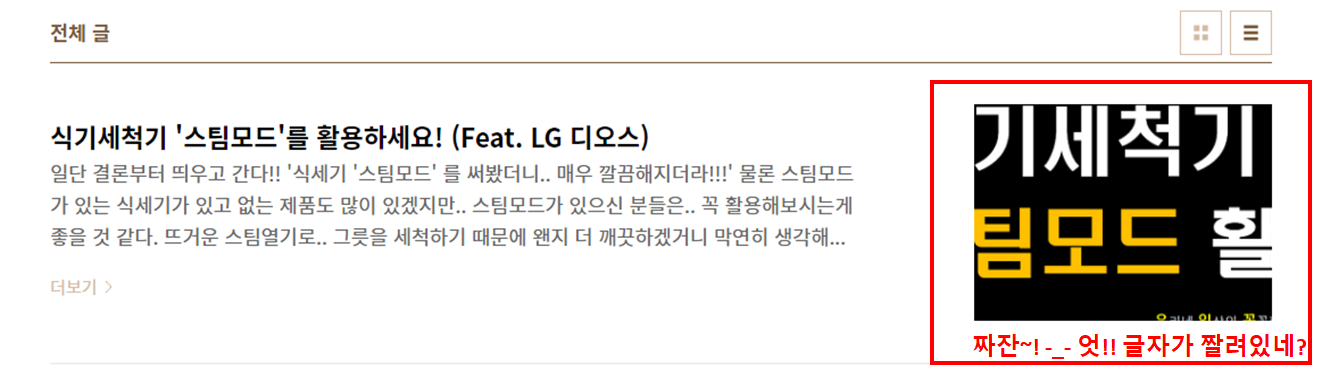 전체 글
식기세척기 '스팀모드'를 활용하세요! (Feat. LG 디오스)
일단 결론부터 띄우고 간다!! '식세기 '스팀모드' 를 써봤더니.. 매우 깔끔해지더라!!!' 물론 스팀모드
가 있는 식세기가 있고 없는 제품도 많이 있겠지만.. 스팀모드가 있으신 분들은.. 꼭 활용해보시는게
좋을 것 같다. 뜨거운 스팀열기로.. 그릇을 세척하기 때문에 왠지 더 깨끗하겠거니 막연히 생각해...
더보기
기세척기
팀모드 활
짜잔~! -_- 엇!! 글자가 짤려있네?